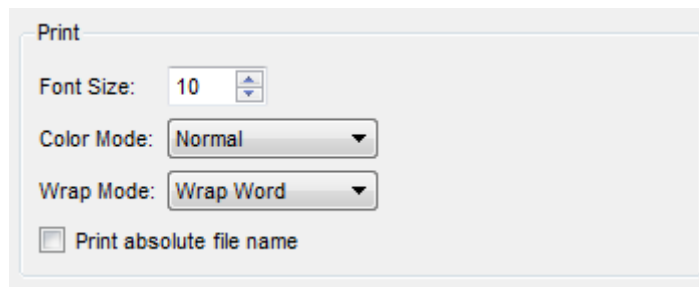 Print
Font Size: 10
Color Mode: Normal
Wrap Mode: Wrap Word
Print absolute file name